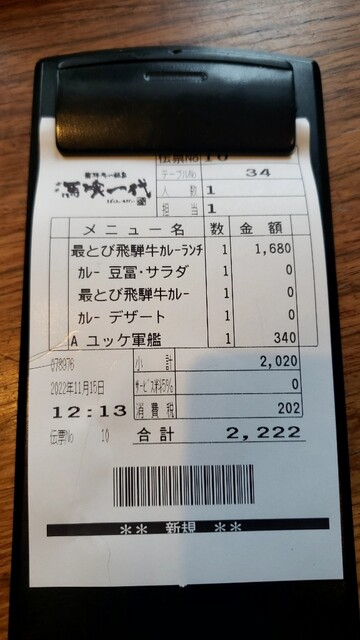 伝票No 10
テーブルNo 34
人 数 1
担 当 1
馬喰一代
メニュー名 数 金 額
最とび飛騨牛カレーランチ 1 1,680
カレー 豆富・サラダ 1 0
最とび飛騨牛カレー 1 0
カレー デザート 1 0
A ユッケ軍艦 1 340
078976 小 計 2,020
2022年11月15日 サービス料5% 0
12:13 消 費 税 202
伝票No 10 合 計 2,222
** 新規 **